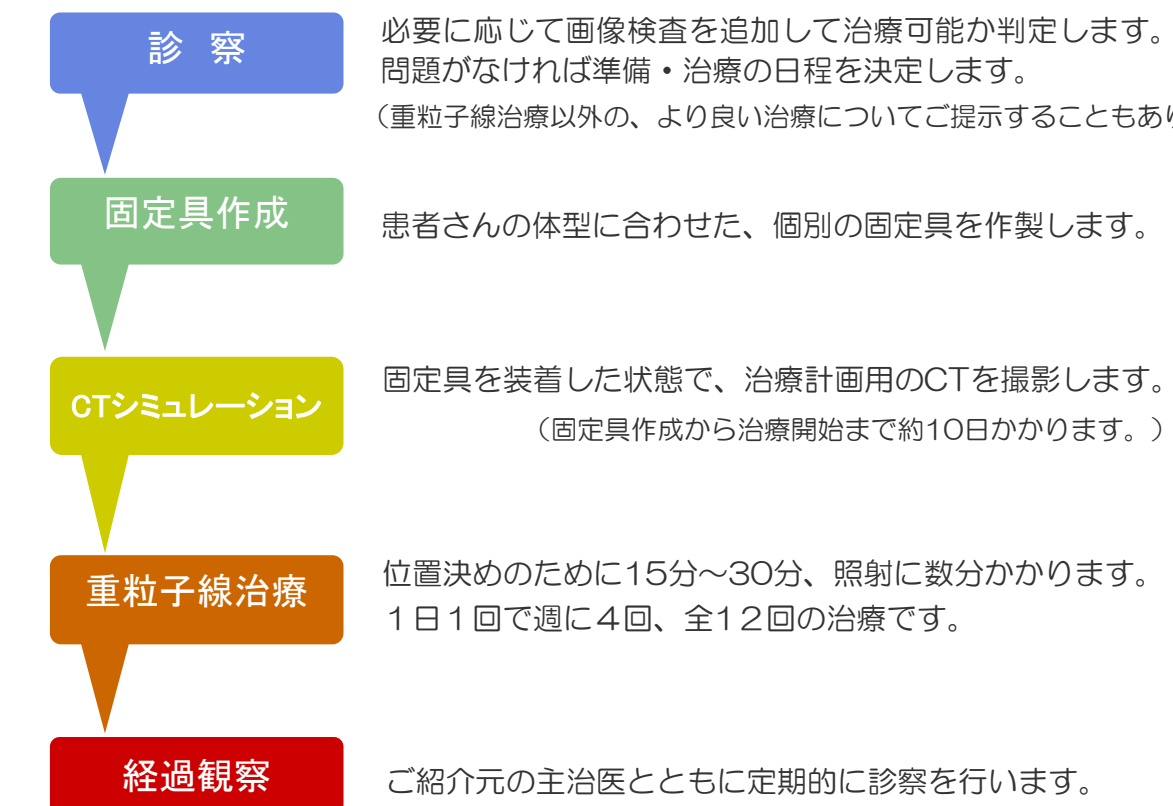 診 察
必要に応じて画像検査を追加して治療可能か判定します。
問題がなければ準備・治療の日程を決定します。
（重粒子線治療以外の、より良い治療についてご提示することもあり
固定具作成
患者さんの体型に合わせた、個別の固定具を作製します。
CTシミュレーション
固定具を装着した状態で、治療計画用のCTを撮影します。
（固定具作成から治療開始まで約10日かかります。）
重粒子線治療
位置決めのために15分～30分、照射に数分かかります。
１日１回で週に４回、全１２回の治療です。
経過観察
ご紹介元の主治医とともに定期的に診察を行います。